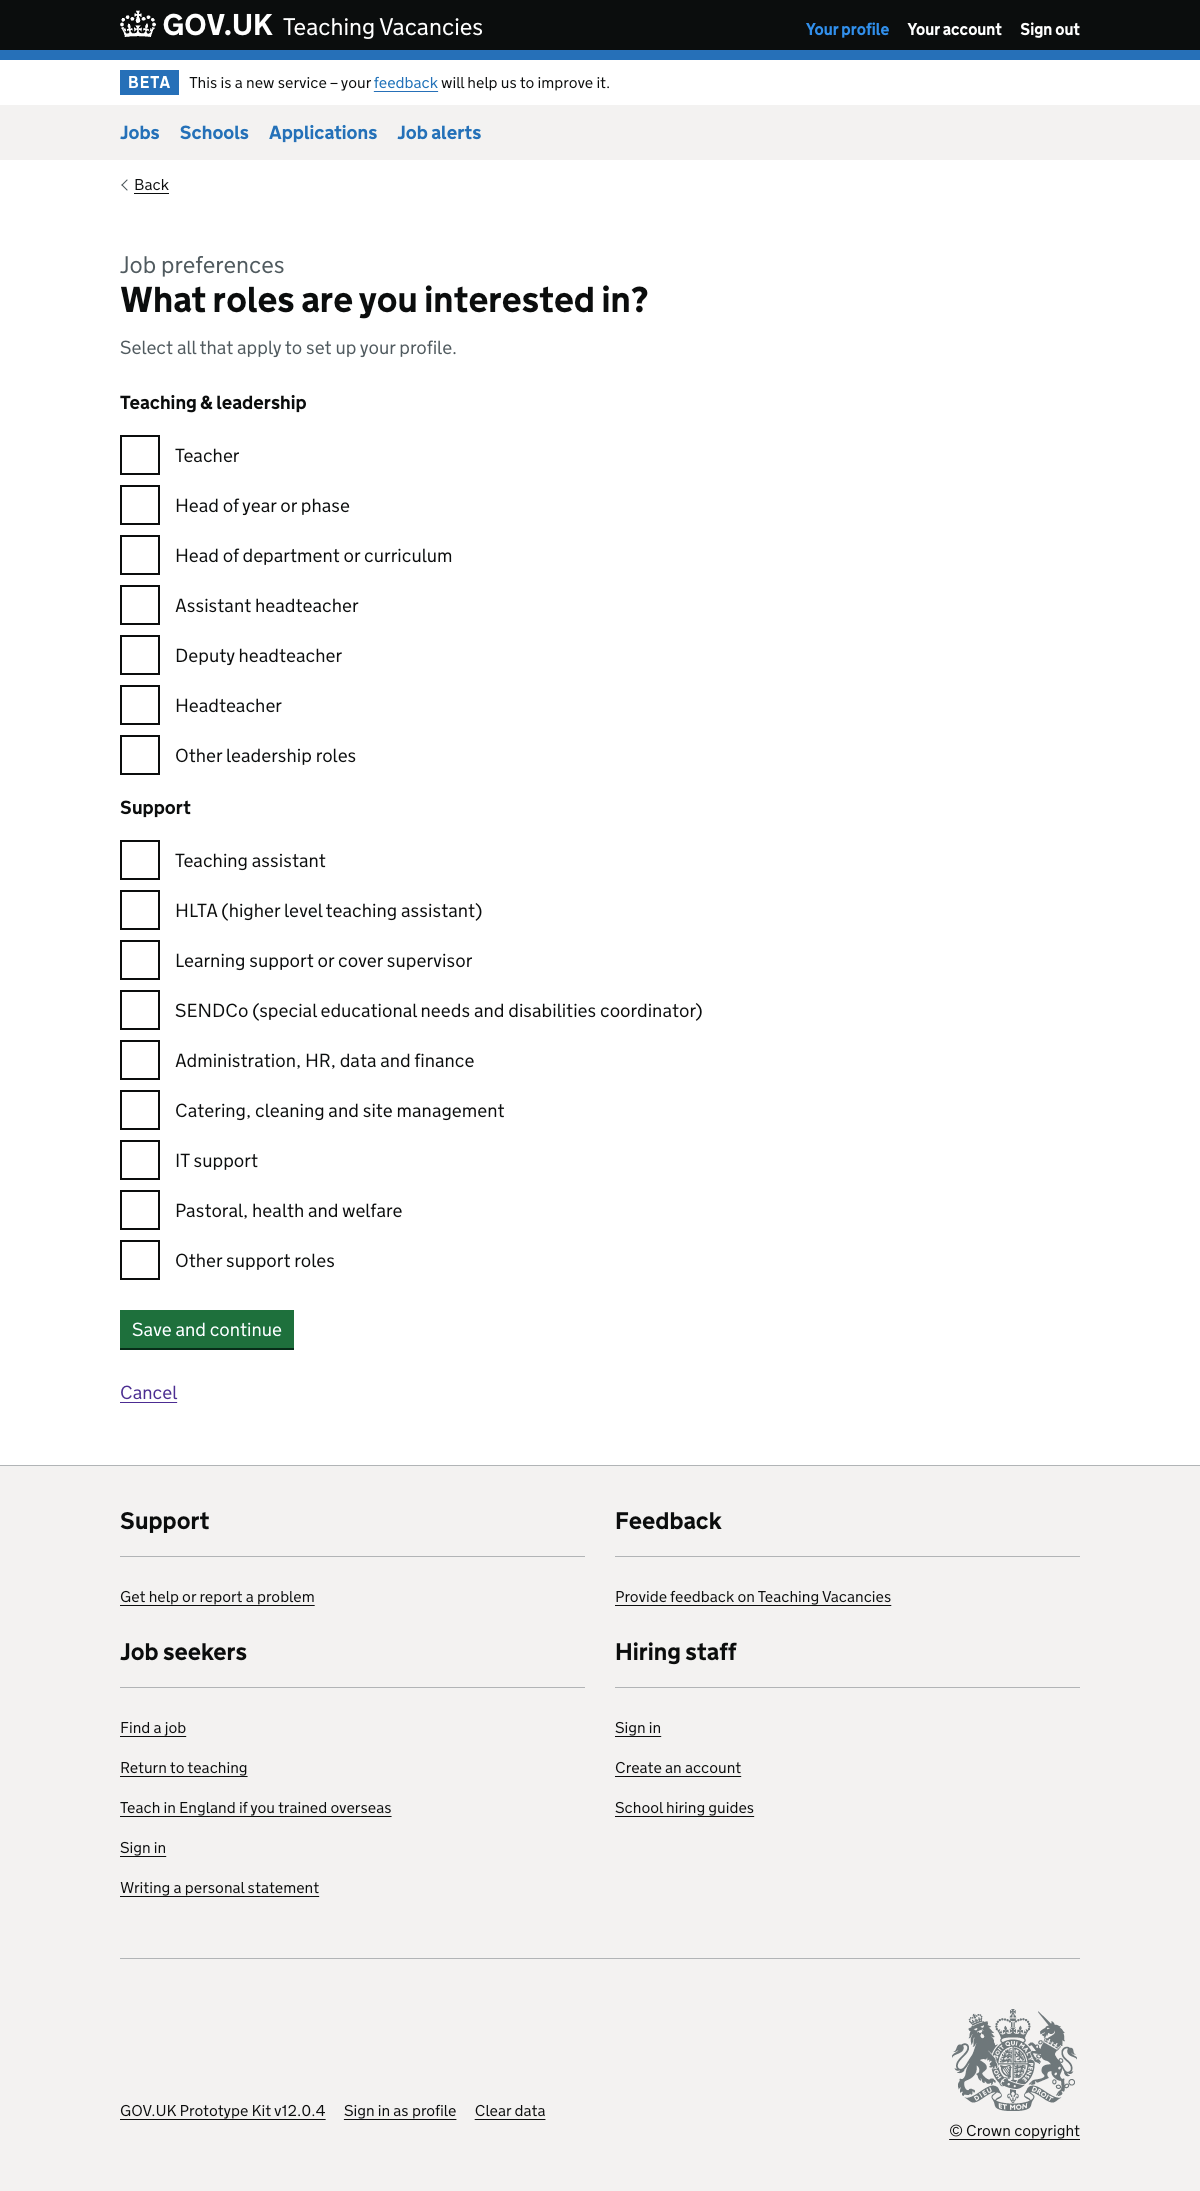 GOV.UK Teaching Vacancies
Your profile Your account Sign out
BETA This is a new service – your feedback will help us to improve it.
Jobs Schools Applications Job alerts
Back
Job preferences
What roles are you interested in?
Select all that apply to set up your profile.
Teaching & leadership
Teacher
Head of year or phase
Head of department or curriculum
Assistant headteacher
Deputy headteacher
Headteacher
Other leadership roles
Support
Teaching assistant
HLTA (higher level teaching assistant)
Learning support or cover supervisor
SENDCo (special educational needs and disabilities coordinator)
Administration, HR, data and finance
Catering, cleaning and site management
IT support
Pastoral, health and welfare
Other support roles
Save and continue
Cancel
Support
Get help or report a problem
Feedback
Provide feedback on Teaching Vacancies
Job seekers
Find a job
Return to teaching
Teach in England if you trained overseas
Sign in
Writing a personal statement
Hiring staff
Sign in
Create an account
School hiring guides
GOV.UK Prototype Kit v12.0.4 Sign in as profile Clear data
DIEU ET MON DROIT
© Crown copyright